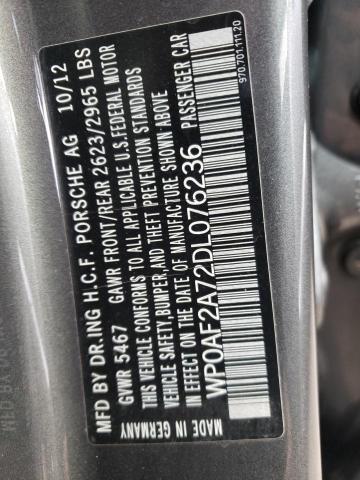 MFD BY DR.ING H.C.F. PORSCHE AG 10/12
GVWR 5467 GAWR FRONT/REAR 2623/2965 LBS
THIS VEHICLE CONFORMS TO ALL APPLICABLE U.S.FEDERAL MOTOR
VEHICLE SAFETY,BUMPER,AND THEFT PREVENTION STANDARDS
IN EFFECT ON THE DATE OF MANUFACTURE SHOWN ABOVE
WP0AF2A72DL076236 PASSENGER CAR
MADE IN GERMANY
970.701.111.20